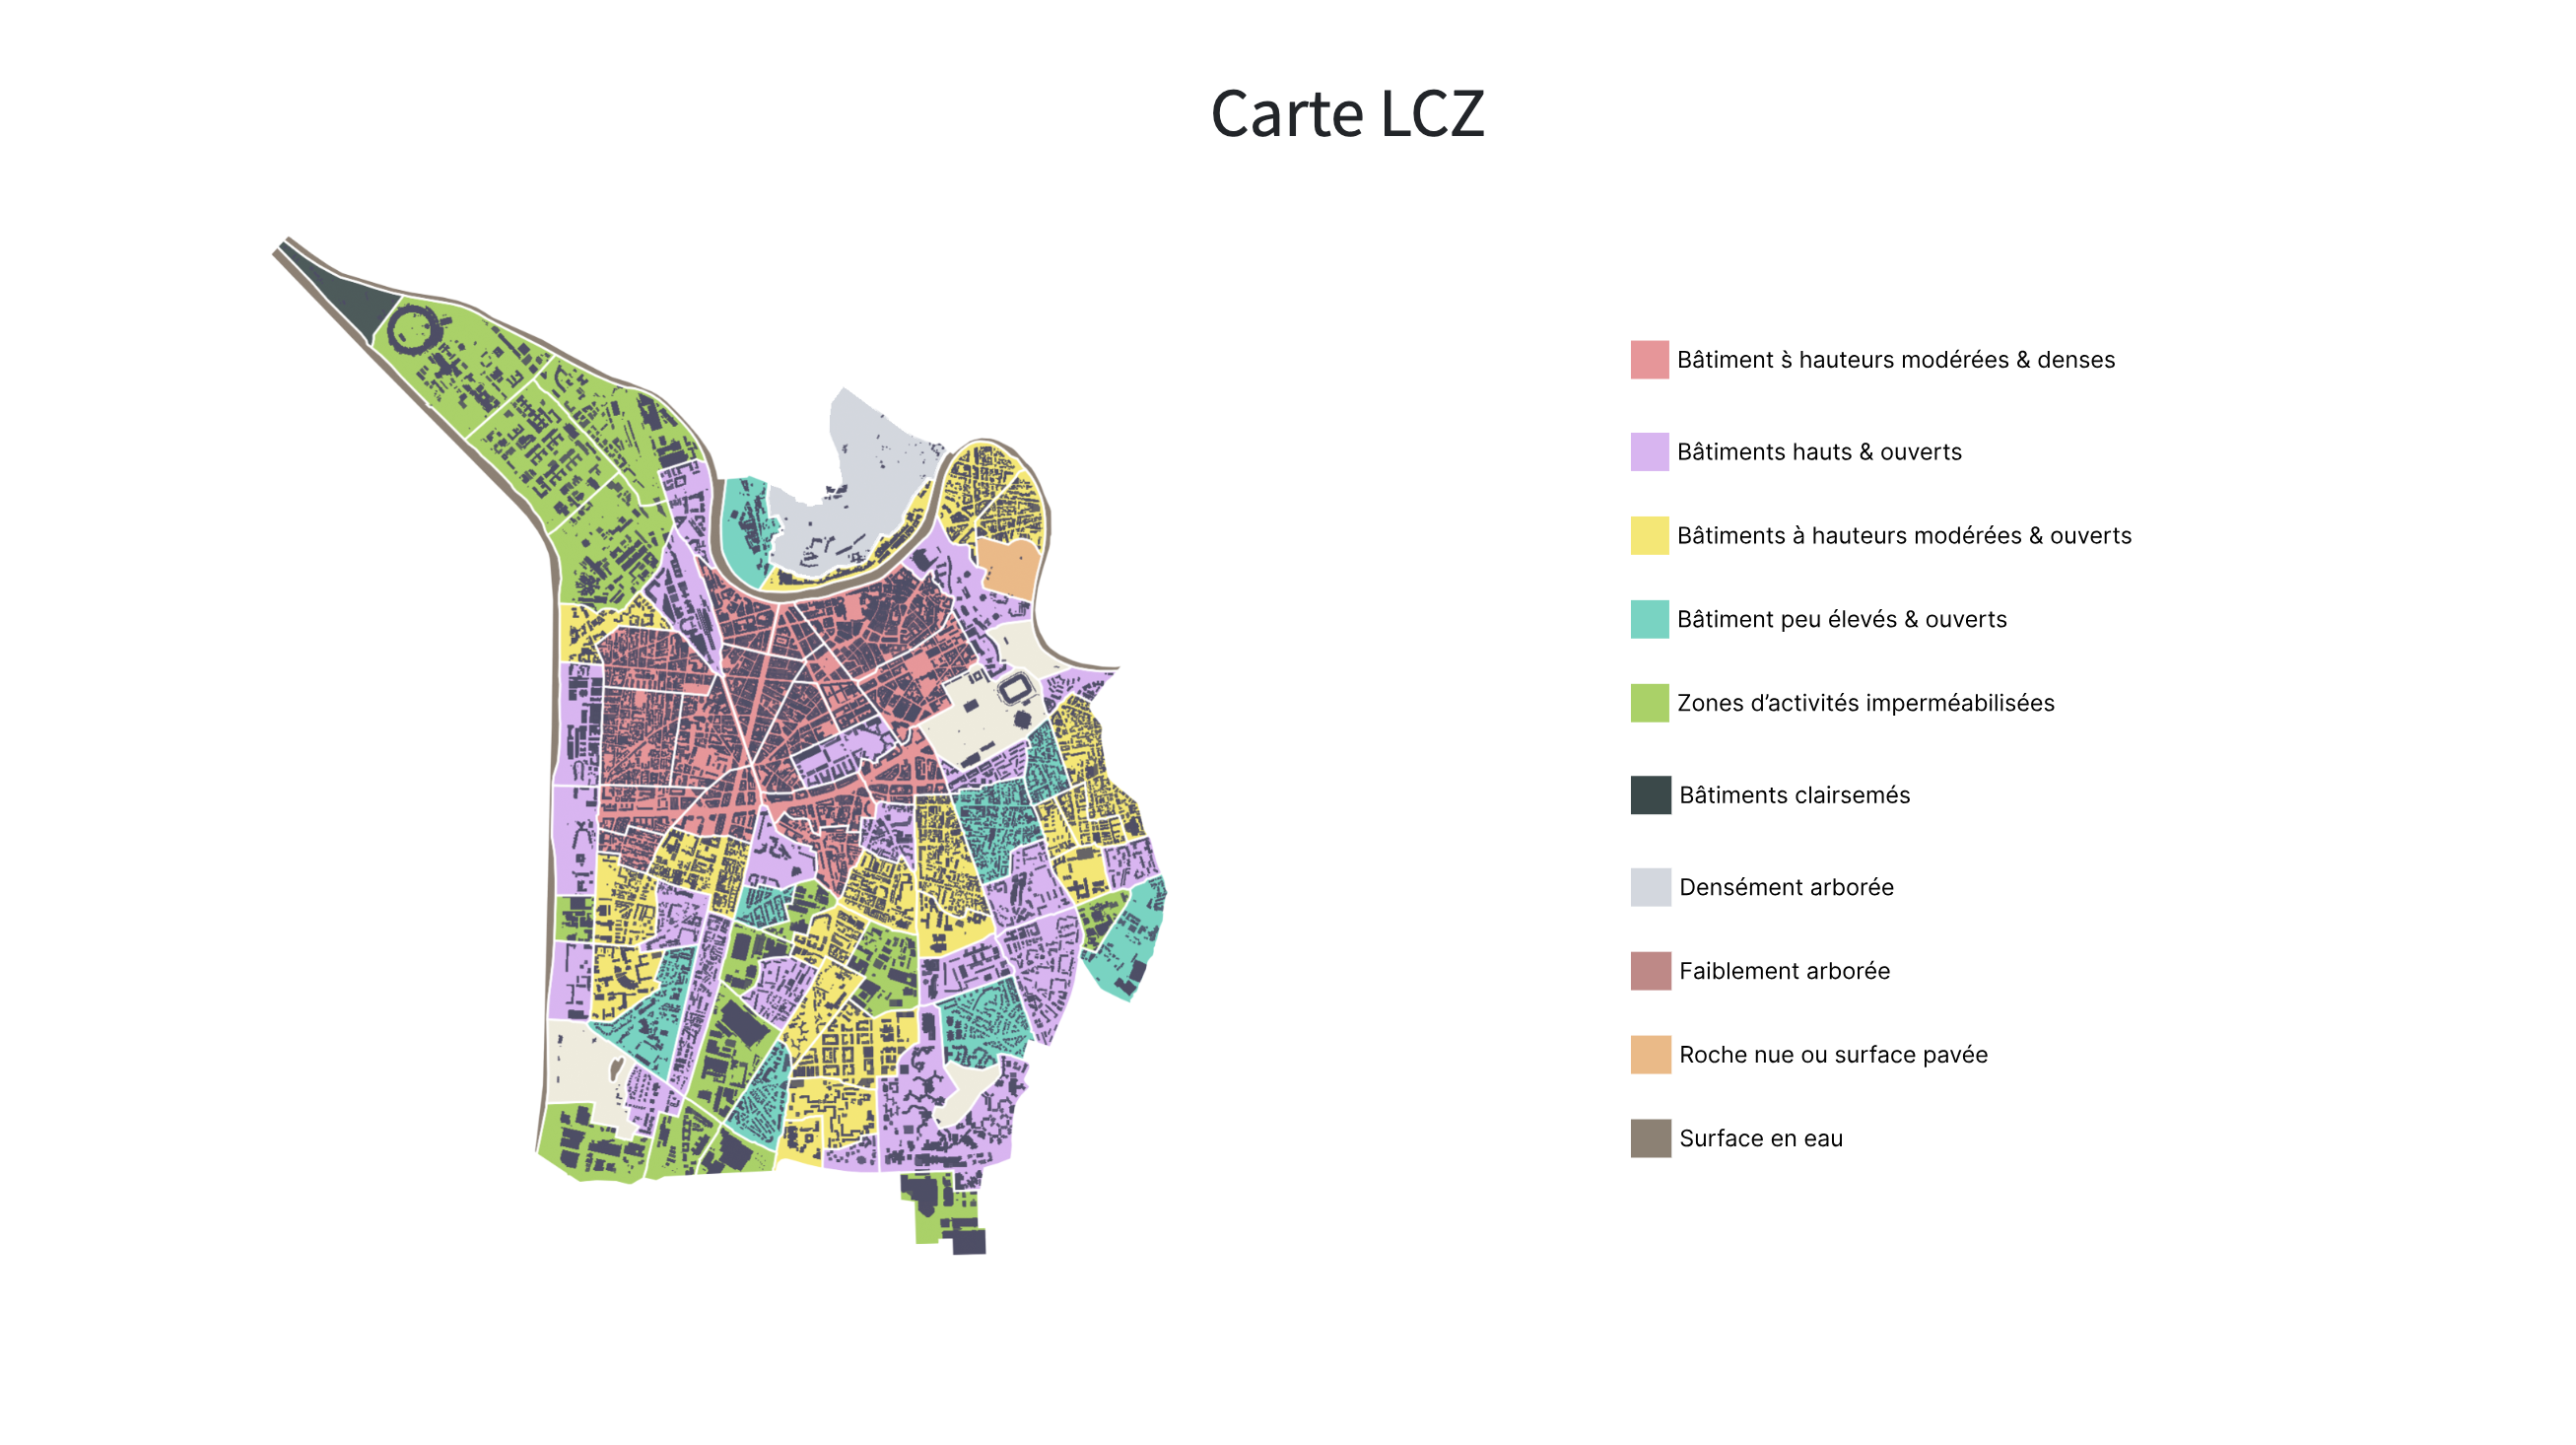 Carte LCZ
Bâtiment s̀ hauteurs modérées & denses
Bâtiments hauts & ouverts
Bâtiments à hauteurs modérées & ouverts
Bâtiment peu élevés & ouverts
Zones d’activités imperméabilisées
Bâtiments clairsemés
Densément arborée
Faiblement arborée
Roche nue ou surface pavée
Surface en eau